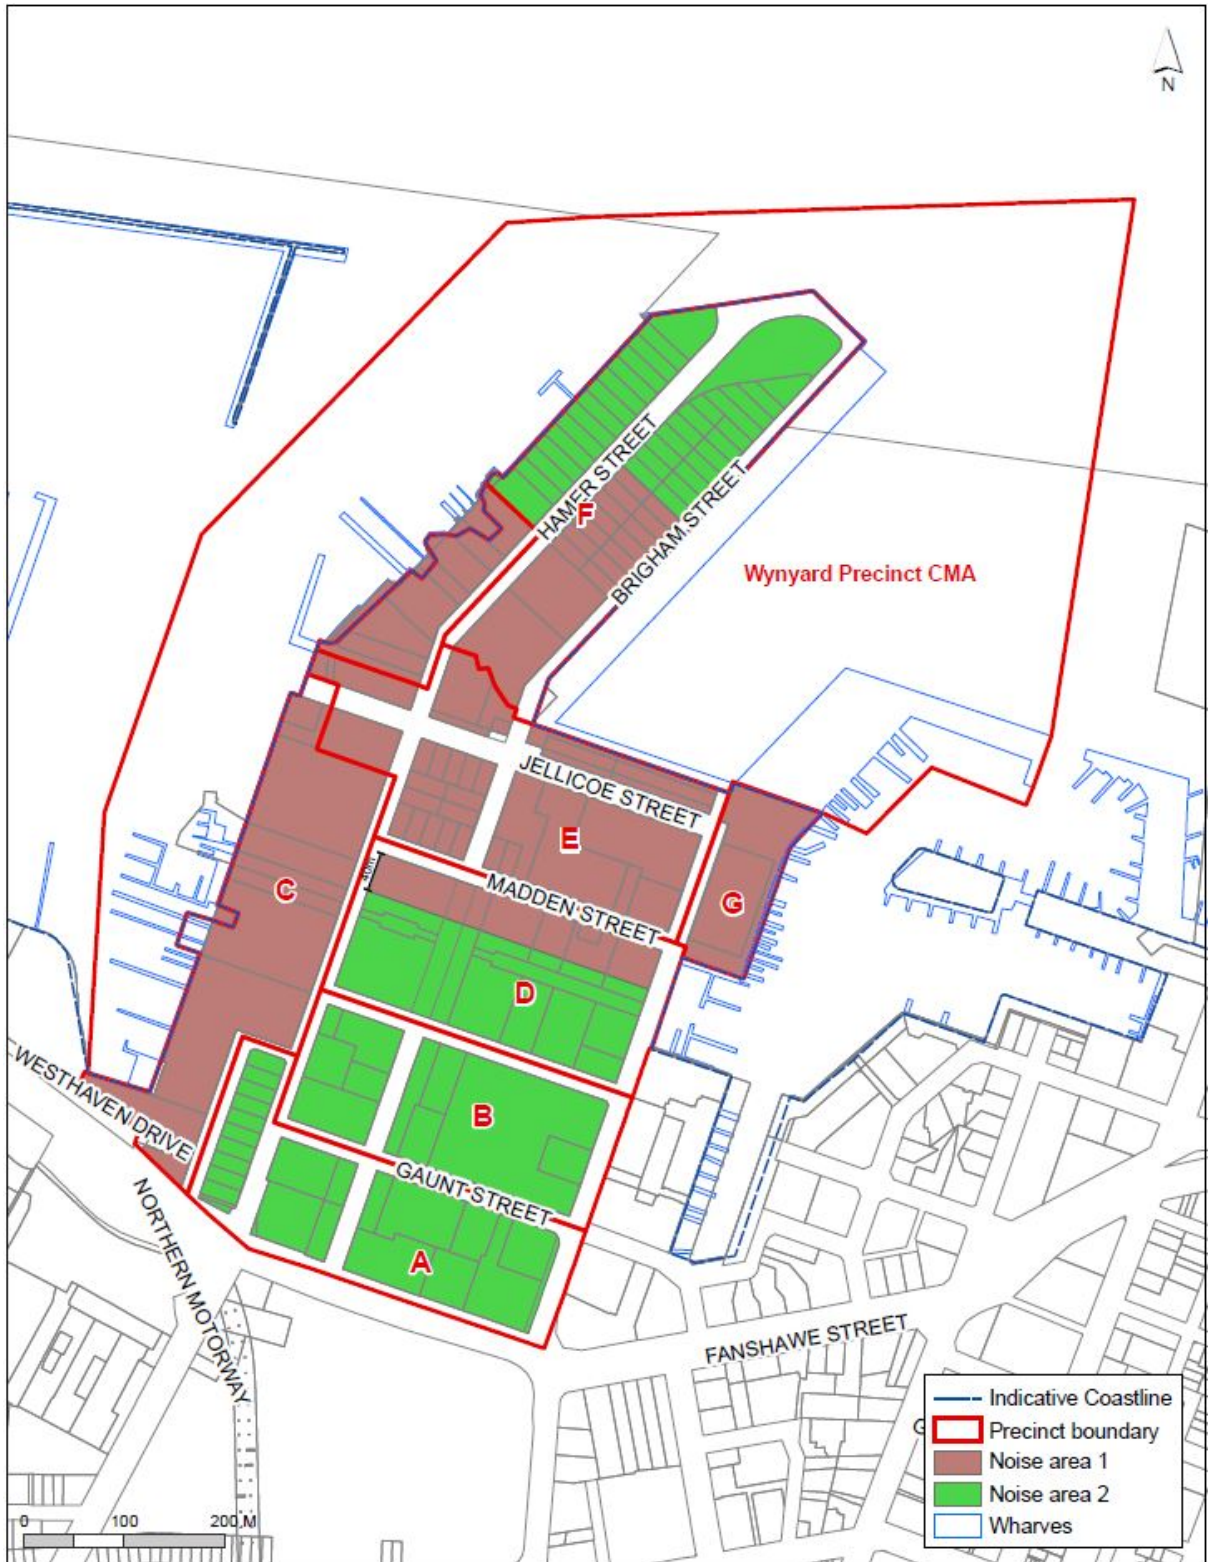 N
HAMER STREET
F
BRIGHAM STREET
Wynyard Precinct CMA
JELLICOE STREET
E
40m
MADDEN STREET
C
G
D
WESTHAVEN DRIVE
B
GAUNT STREET
A
NORTHERN MOTORWAY
FANSHAWE STREET
G
Indicative Coastline
Precinct boundary
Noise area 1
Noise area 2
Wharves
0 100 200 M